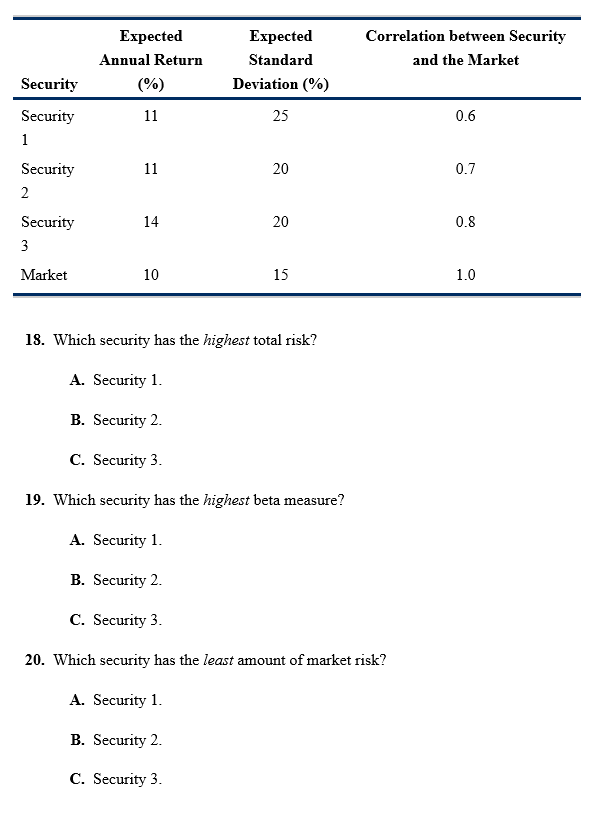 Expected Expected Correlation between Security
Annual Return Standard and the Market
Security (%) Deviation (%)
Security 11 25 0.6
1
Security 11 20 0.7
2
Security 14 20 0.8
3
Market 10 15 1.0
18. Which security has the highest total risk?
A. Security 1.
B. Security 2.
C. Security 3.
19. Which security has the highest beta measure?
A. Security 1.
B. Security 2.
C. Security 3.
20. Which security has the least amount of market risk?
A. Security 1.
B. Security 2.
C. Security 3.